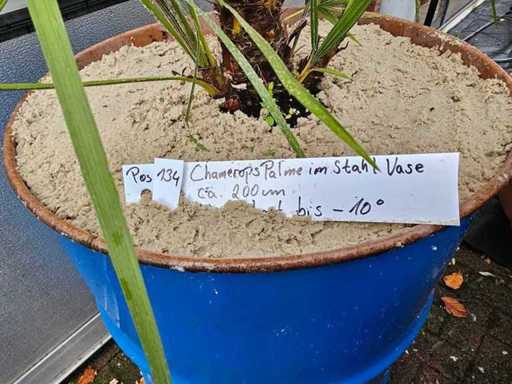 Pos 134
Chamerops Palme im Stahl Vase
ca. 200 cm
bis - 10°